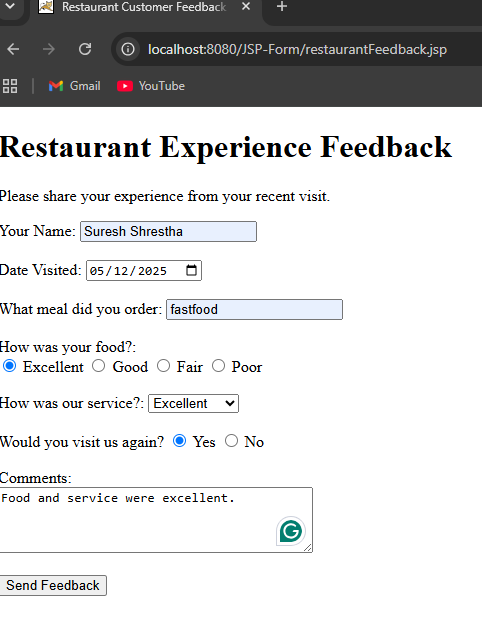 Restaurant Customer Feedback
localhost:8080/JSP-Form/restaurantFeedback.jsp
Gmail YouTube
Restaurant Experience Feedback
Please share your experience from your recent visit.
Your Name: Suresh Shrestha
Date Visited: 05/12/2025
What meal did you order: fastfood
How was your food?:
Excellent Good Fair Poor
How was our service?: Excellent
Would you visit us again? Yes No
Comments:
Food and service were excellent.
Send Feedback